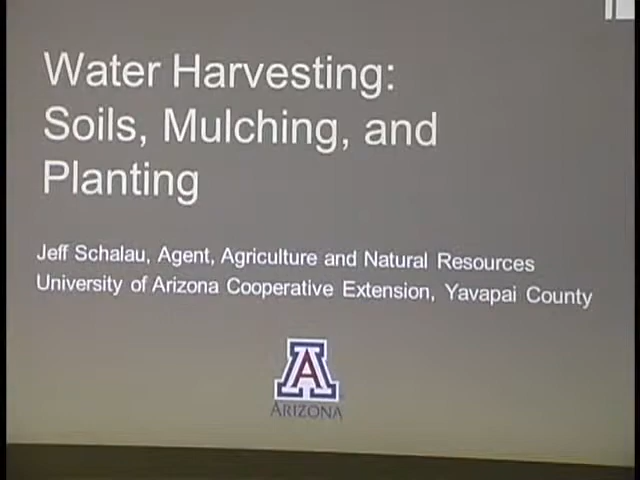 Water Harvesting:
Soils, Mulching, and
Planting
Jeff Schalau, Agent, Agriculture and Natural Resources
University of Arizona Cooperative Extension, Yavapai County
A
ARIZONA